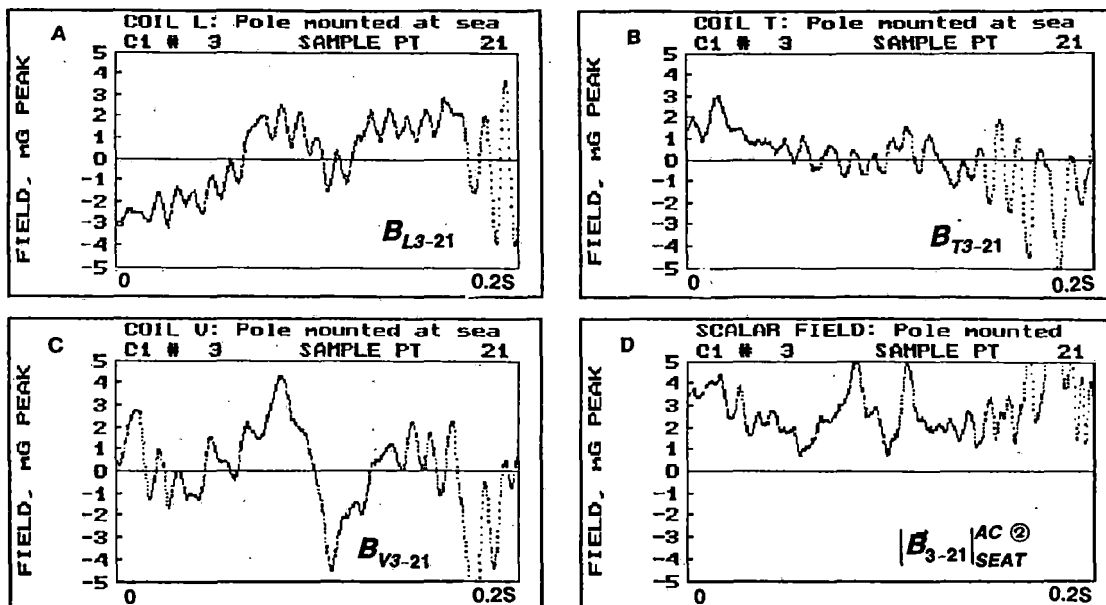 A
COIL L: Pole mounted at sea
C1 # 3 SAMPLE PT 21
FIELD, mG PEAK
5
4
3
2
1
0
-1
-2
-3
-4
-5
B L3-21
0 0.2S
B
COIL T: Pole mounted at sea
C1 # 3 SAMPLE PT 21
FIELD, mG PEAK
5
4
3
2
1
0
-1
-2
-3
-4
-5
B T3-21
0 0.2S
C
COIL V: Pole mounted at sea
C1 # 3 SAMPLE PT 21
FIELD, mG PEAK
5
4
3
2
1
0
-1
-2
-3
-4
-5
B V3-21
0 0.2S
D
SCALAR FIELD: Pole mounted
C1 # 3 SAMPLE PT 21
FIELD, mG PEAK
5
4
3
2
1
0
-1
-2
-3
-4
-5
|B 3-21| AC ②
SEAT
0 0.2S